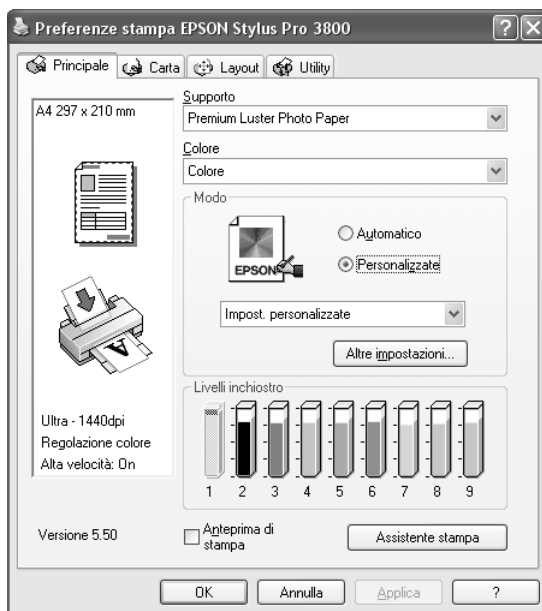 Preferenze stampa EPSON Stylus Pro 3800
Principale
Carta
Layout
Utility
A4 297 x 210 mm
Ultra - 1440dpi
Regolazione colore
Alta velocità: On
Supporto
Premium Luster Photo Paper
Colore
Colore
Modo
EPSON
Automatico
Personalizzate
Impost. personalizzate
Altre impostazioni...
Livelli inchiostro
1 2 3 4 5 6 7 8 9
Versione 5.50
Anteprima di
stampa
Assistente stampa
OK
Annulla
Applica
?